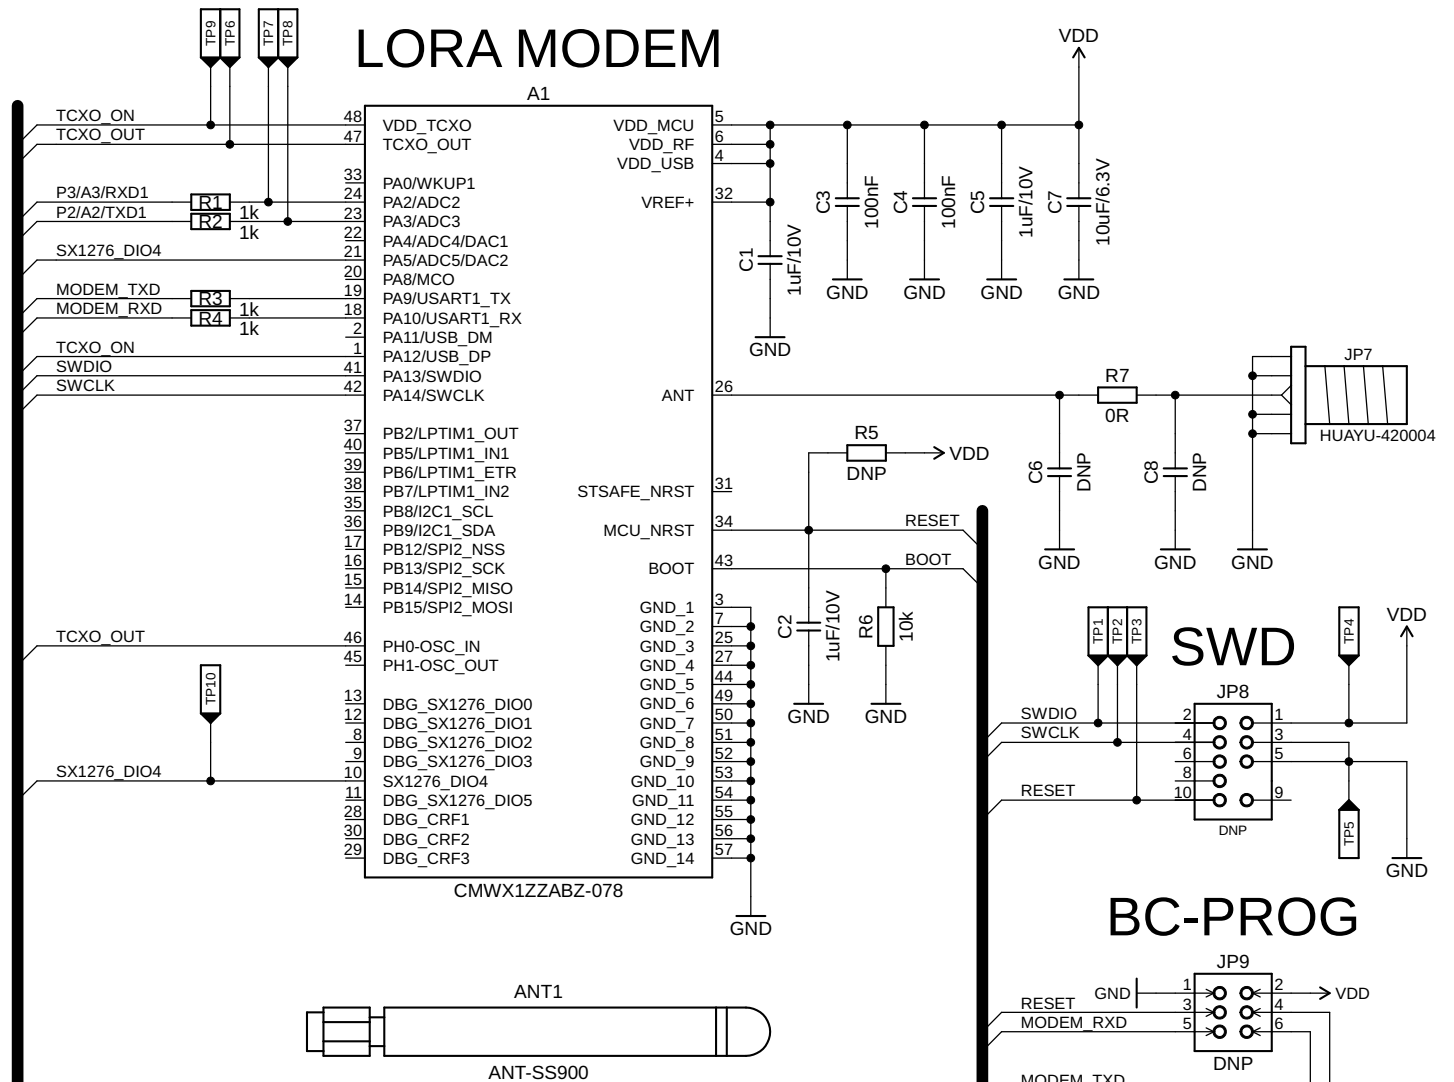 TP9 TP6 TP7 TP8
LORA MODEM
VDD
A1
TCXO_ON 48 VDD_TCXO VDD_MCU 5
TCXO_OUT 47 TCXO_OUT VDD_RF 6
VDD_USB 4
33 PA0/WKUP1
P3/A3/RXD1 R1 1k 24 PA2/ADC2 VREF+ 32
P2/A2/TXD1 R2 1k 23 PA3/ADC3
22 PA4/ADC4/DAC1
SX1276_DIO4 21 PA5/ADC5/DAC2
20 PA8/MCO
MODEM_TXD R3 1k 19 PA9/USART1_TX
MODEM_RXD R4 1k 18 PA10/USART1_RX
2 PA11/USB_DM
TCXO_ON 1 PA12/USB_DP
SWDIO 41 PA13/SWDIO
SWCLK 42 PA14/SWCLK
C1 1uF/10V
C3 100nF
C4 100nF
C5 1uF/10V
C7 10uF/6.3V
GND GND GND GND
GND
ANT 26
R7
0R
JP7
HUAYU-420004
C6 DNP
C8 DNP
GND GND GND
37 PB2/LPTIM1_OUT
40 PB5/LPTIM1_IN1
39 PB6/LPTIM1_ETR
38 PB7/LPTIM1_IN2
35 PB8/I2C1_SCL
36 PB9/I2C1_SDA
17 PB12/SPI2_NSS
16 PB13/SPI2_SCK
15 PB14/SPI2_MISO
14 PB15/SPI2_MOSI
R5
DNP
VDD
STSAFE_NRST 31
MCU_NRST 34 RESET
BOOT 43 BOOT
C2 1uF/10V
R6 10k
GND GND
GND_1 3
GND_2 7
GND_3 25
GND_4 27
GND_5 44
GND_6 49
GND_7 50
GND_8 51
GND_9 52
GND_10 53
GND_11 54
GND_12 55
GND_13 56
GND_14 57
GND
TCXO_OUT 46 PH0-OSC_IN
45 PH1-OSC_OUT
TP10
13 DBG_SX1276_DIO0
12 DBG_SX1276_DIO1
8 DBG_SX1276_DIO2
9 DBG_SX1276_DIO3
SX1276_DIO4 10 SX1276_DIO4
11 DBG_SX1276_DIO5
28 DBG_CRF1
30 DBG_CRF2
29 DBG_CRF3
CMWX1ZZABZ-078
TP1 TP2 TP3
SWD
TP4
VDD
JP8
SWDIO 2 1
SWCLK 4 3
6 5
8
RESET 10 9
DNP
TP5
GND
BC-PROG
JP9
GND 1 2 VDD
RESET 3 4
MODEM_RXD 5 6
DNP
MODEM_TXD
ANT1
ANT-SS900